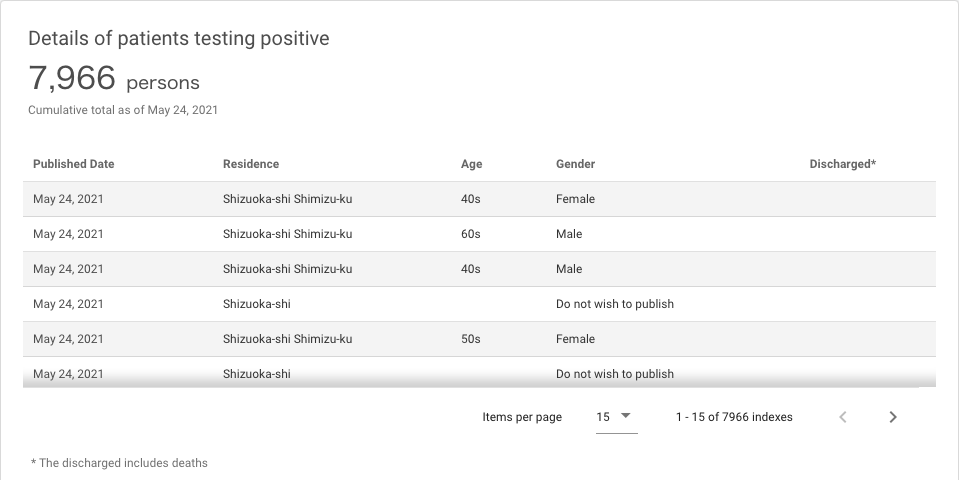 Details of patients testing positive
7,966 persons
Cumulative total as of May 24, 2021
Published Date Residence Age Gender Discharged*
May 24, 2021 Shizuoka-shi Shimizu-ku 40s Female
May 24, 2021 Shizuoka-shi Shimizu-ku 60s Male
May 24, 2021 Shizuoka-shi Shimizu-ku 40s Male
May 24, 2021 Shizuoka-shi Do not wish to publish
May 24, 2021 Shizuoka-shi Shimizu-ku 50s Female
May 24, 2021 Shizuoka-shi Do not wish to publish
Items per page 15 1 - 15 of 7966 indexes
* The discharged includes deaths